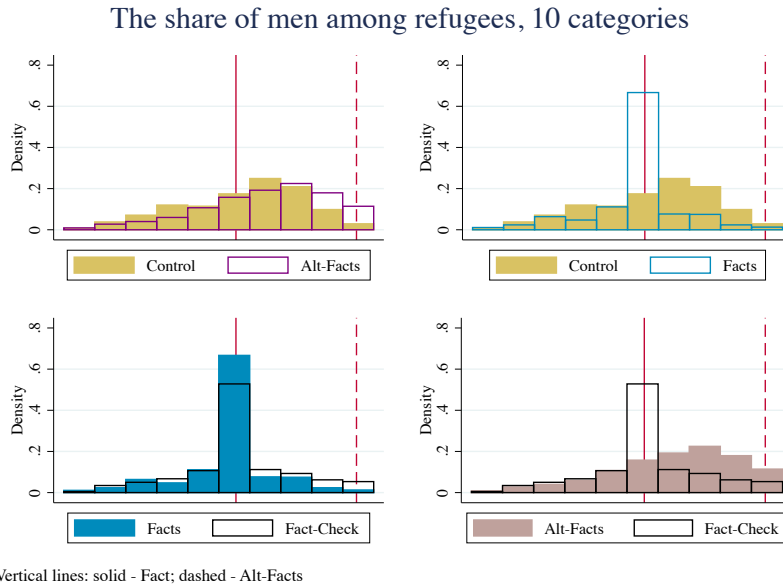 The share of men among refugees, 10 categories
Density
0 .2 .4 .6 .8
Control Alt-Facts
Density
0 .2 .4 .6 .8
Control Facts
Density
0 .2 .4 .6 .8
Facts Fact-Check
Density
0 .2 .4 .6 .8
Alt-Facts Fact-Check
Vertical lines: solid - Fact; dashed - Alt-Facts